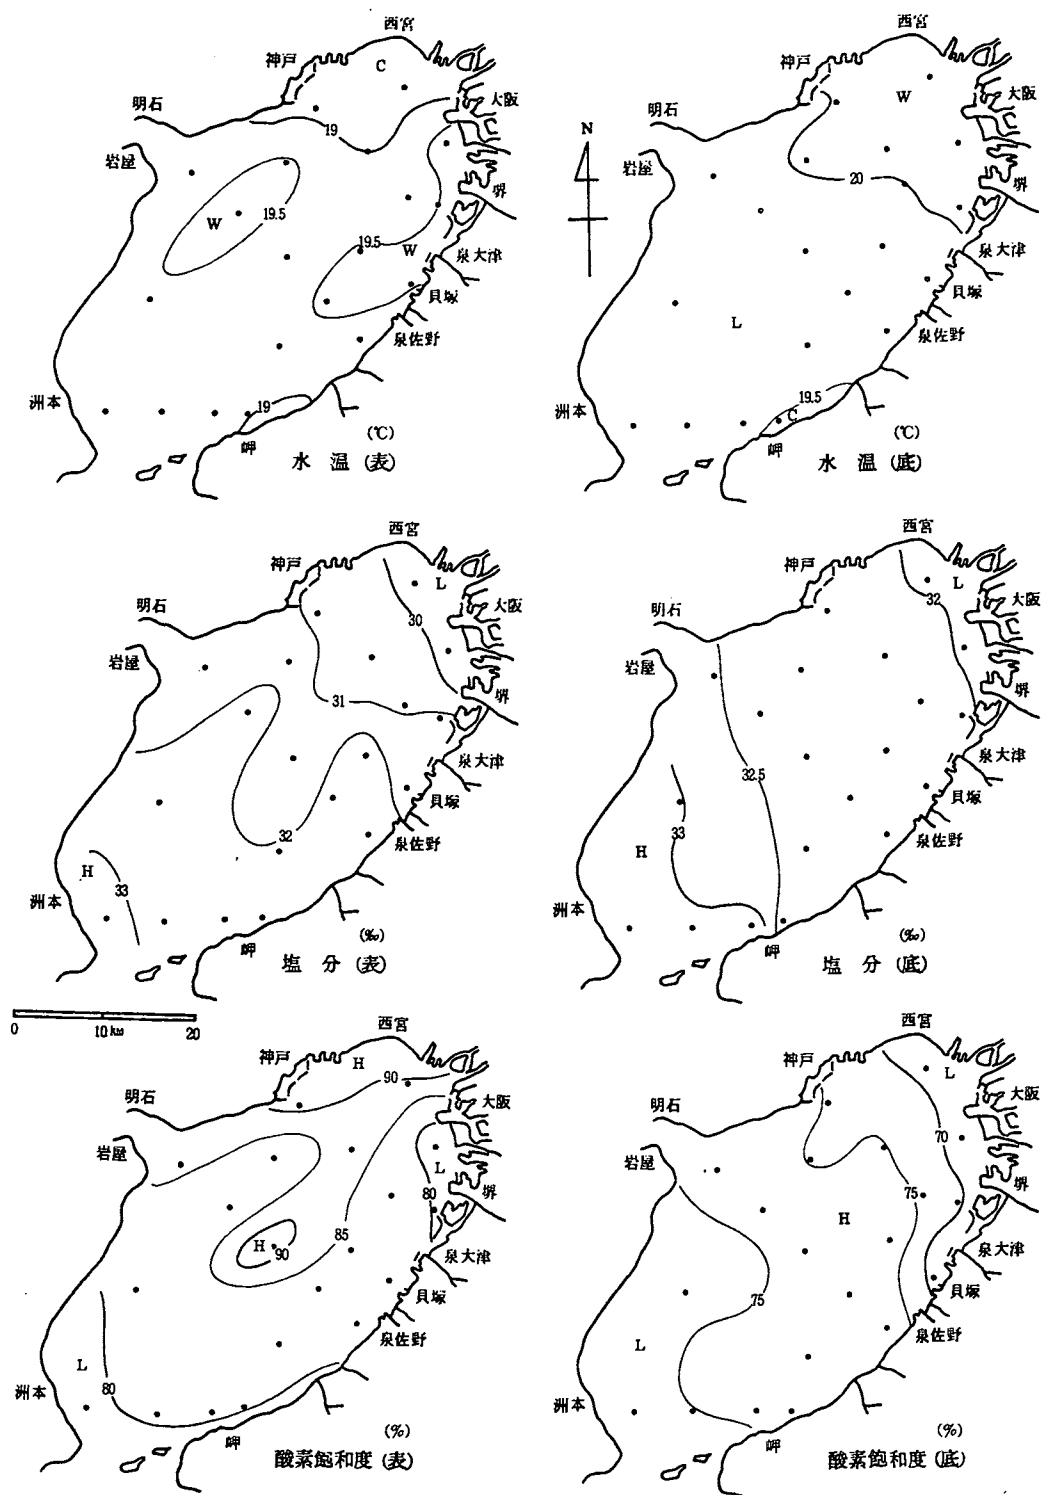 西宮
神戸
C
大阪
明石
19
岩屋
堺
W
19.5
19.5
W
泉大津
貝塚
泉佐野
洲本
19
岬
(℃)
水 温 (表)
N
西宮
神戸
W
大阪
明石
岩屋
20
堺
泉大津
貝塚
L
泉佐野
19.5
洲本
C
岬
(℃)
水 温 (底)
西宮
神戸
L
大阪
明石
30
岩屋
堺
31
泉大津
貝塚
32
泉佐野
H
33
洲本
岬
(‰)
塩 分 (表)
西宮
神戸
L
32
大阪
明石
岩屋
堺
泉大津
32.5
貝塚
33
泉佐野
H
洲本
岬
(‰)
塩 分 (底)
0 10km 20
西宮
神戸
H
90
大阪
明石
岩屋
L
80
堺
85
H
90
泉大津
貝塚
泉佐野
L
80
洲本
岬
(%)
酸素飽和度 (表)
西宮
神戸
L
大阪
明石
70
岩屋
75
堺
H
泉大津
75
貝塚
泉佐野
L
洲本
岬
(%)
酸素飽和度 (底)